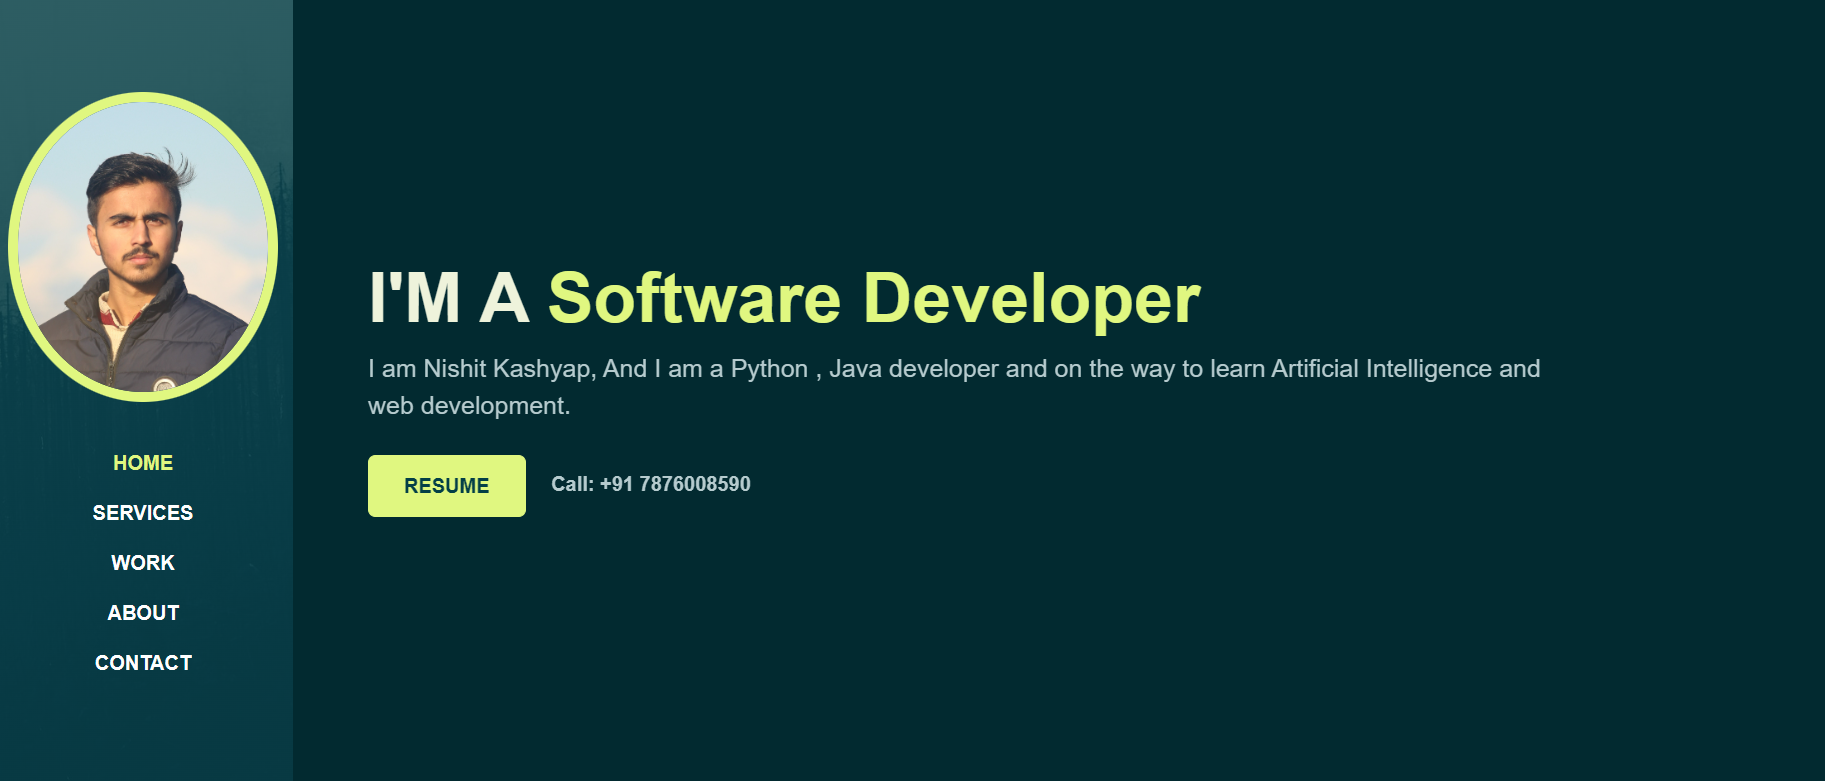 HOME
SERVICES
WORK
ABOUT
CONTACT
I'M A Software Developer
I am Nishit Kashyap, And I am a Python , Java developer and on the way to learn Artificial Intelligence and
web development.
RESUME
Call: +91 7876008590